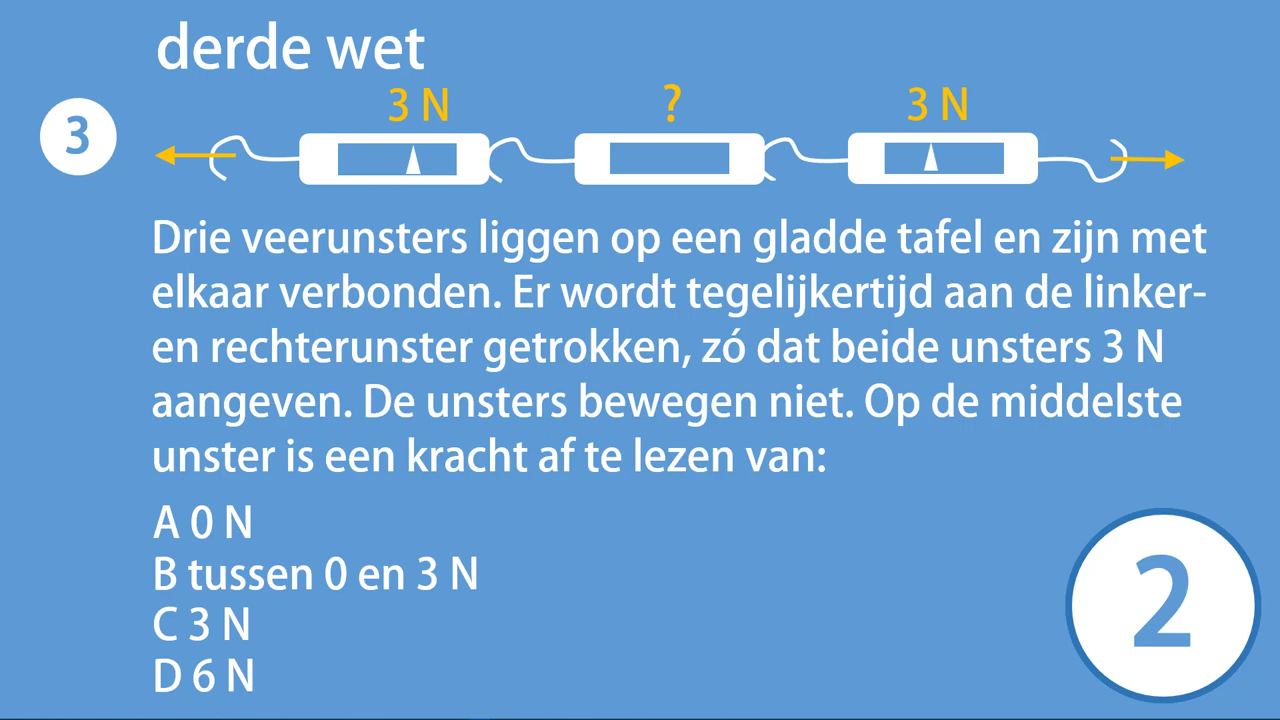 derde wet
3 N
?
3 N
3
Drie veerunsters liggen op een gladde tafel en zijn met
elkaar verbonden. Er wordt tegelijkertijd aan de linker-
en rechterunster getrokken, zó dat beide unsters 3 N
aangeven. De unsters bewegen niet. Op de middelste
unster is een kracht af te lezen van:
A 0 N
B tussen 0 en 3 N
C 3 N
D 6 N
2